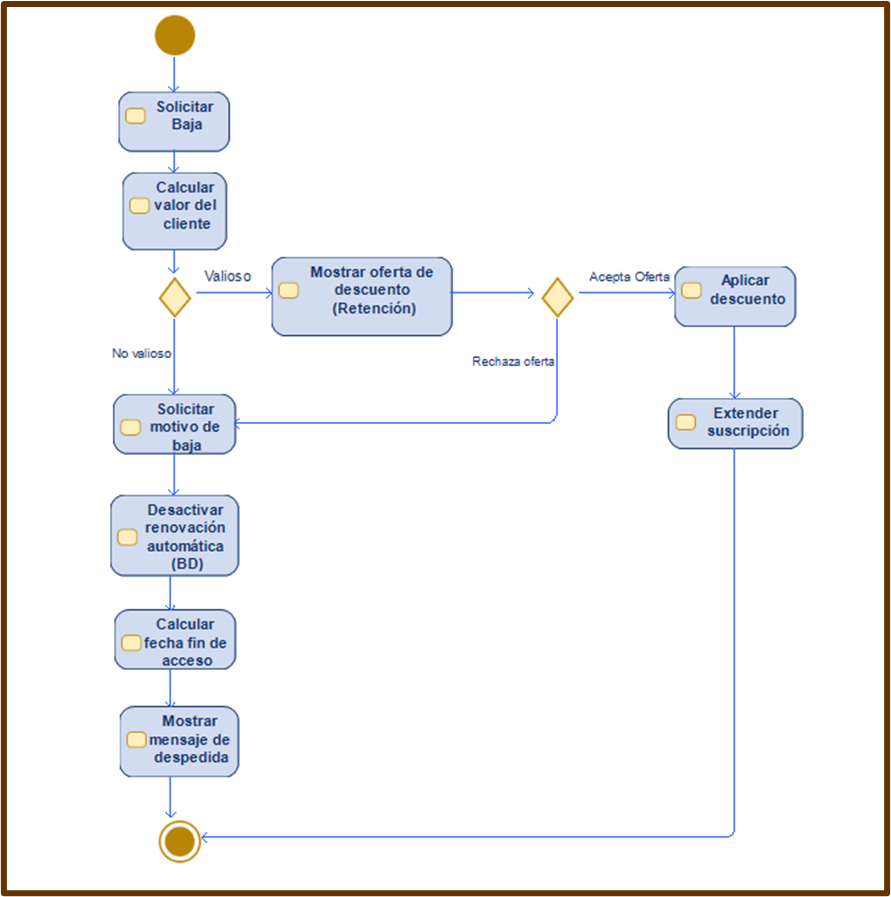 Solicitar
Baja
Calcular
valor del
cliente
Valioso
Mostrar oferta de
descuento
(Retención)
Acepta Oferta
Aplicar
descuento
No valioso
Rechaza oferta
Solicitar
motivo de
baja
Extender
suscripción
Desactivar
renovación
automática
(BD)
Calcular
fecha fin de
acceso
Mostrar
mensaje de
despedida